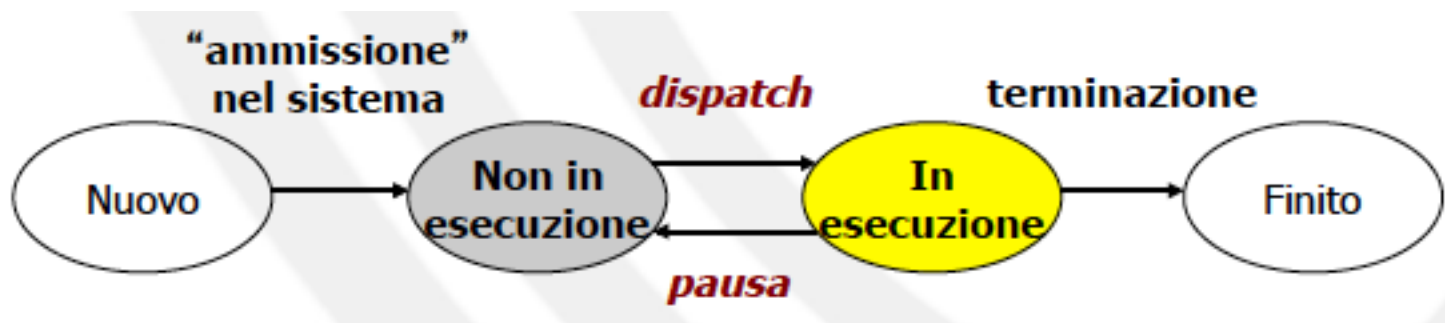 “ammissione”
nel sistema
dispatch
terminazione
Nuovo
Non in
esecuzione
In
esecuzione
Finito
pausa